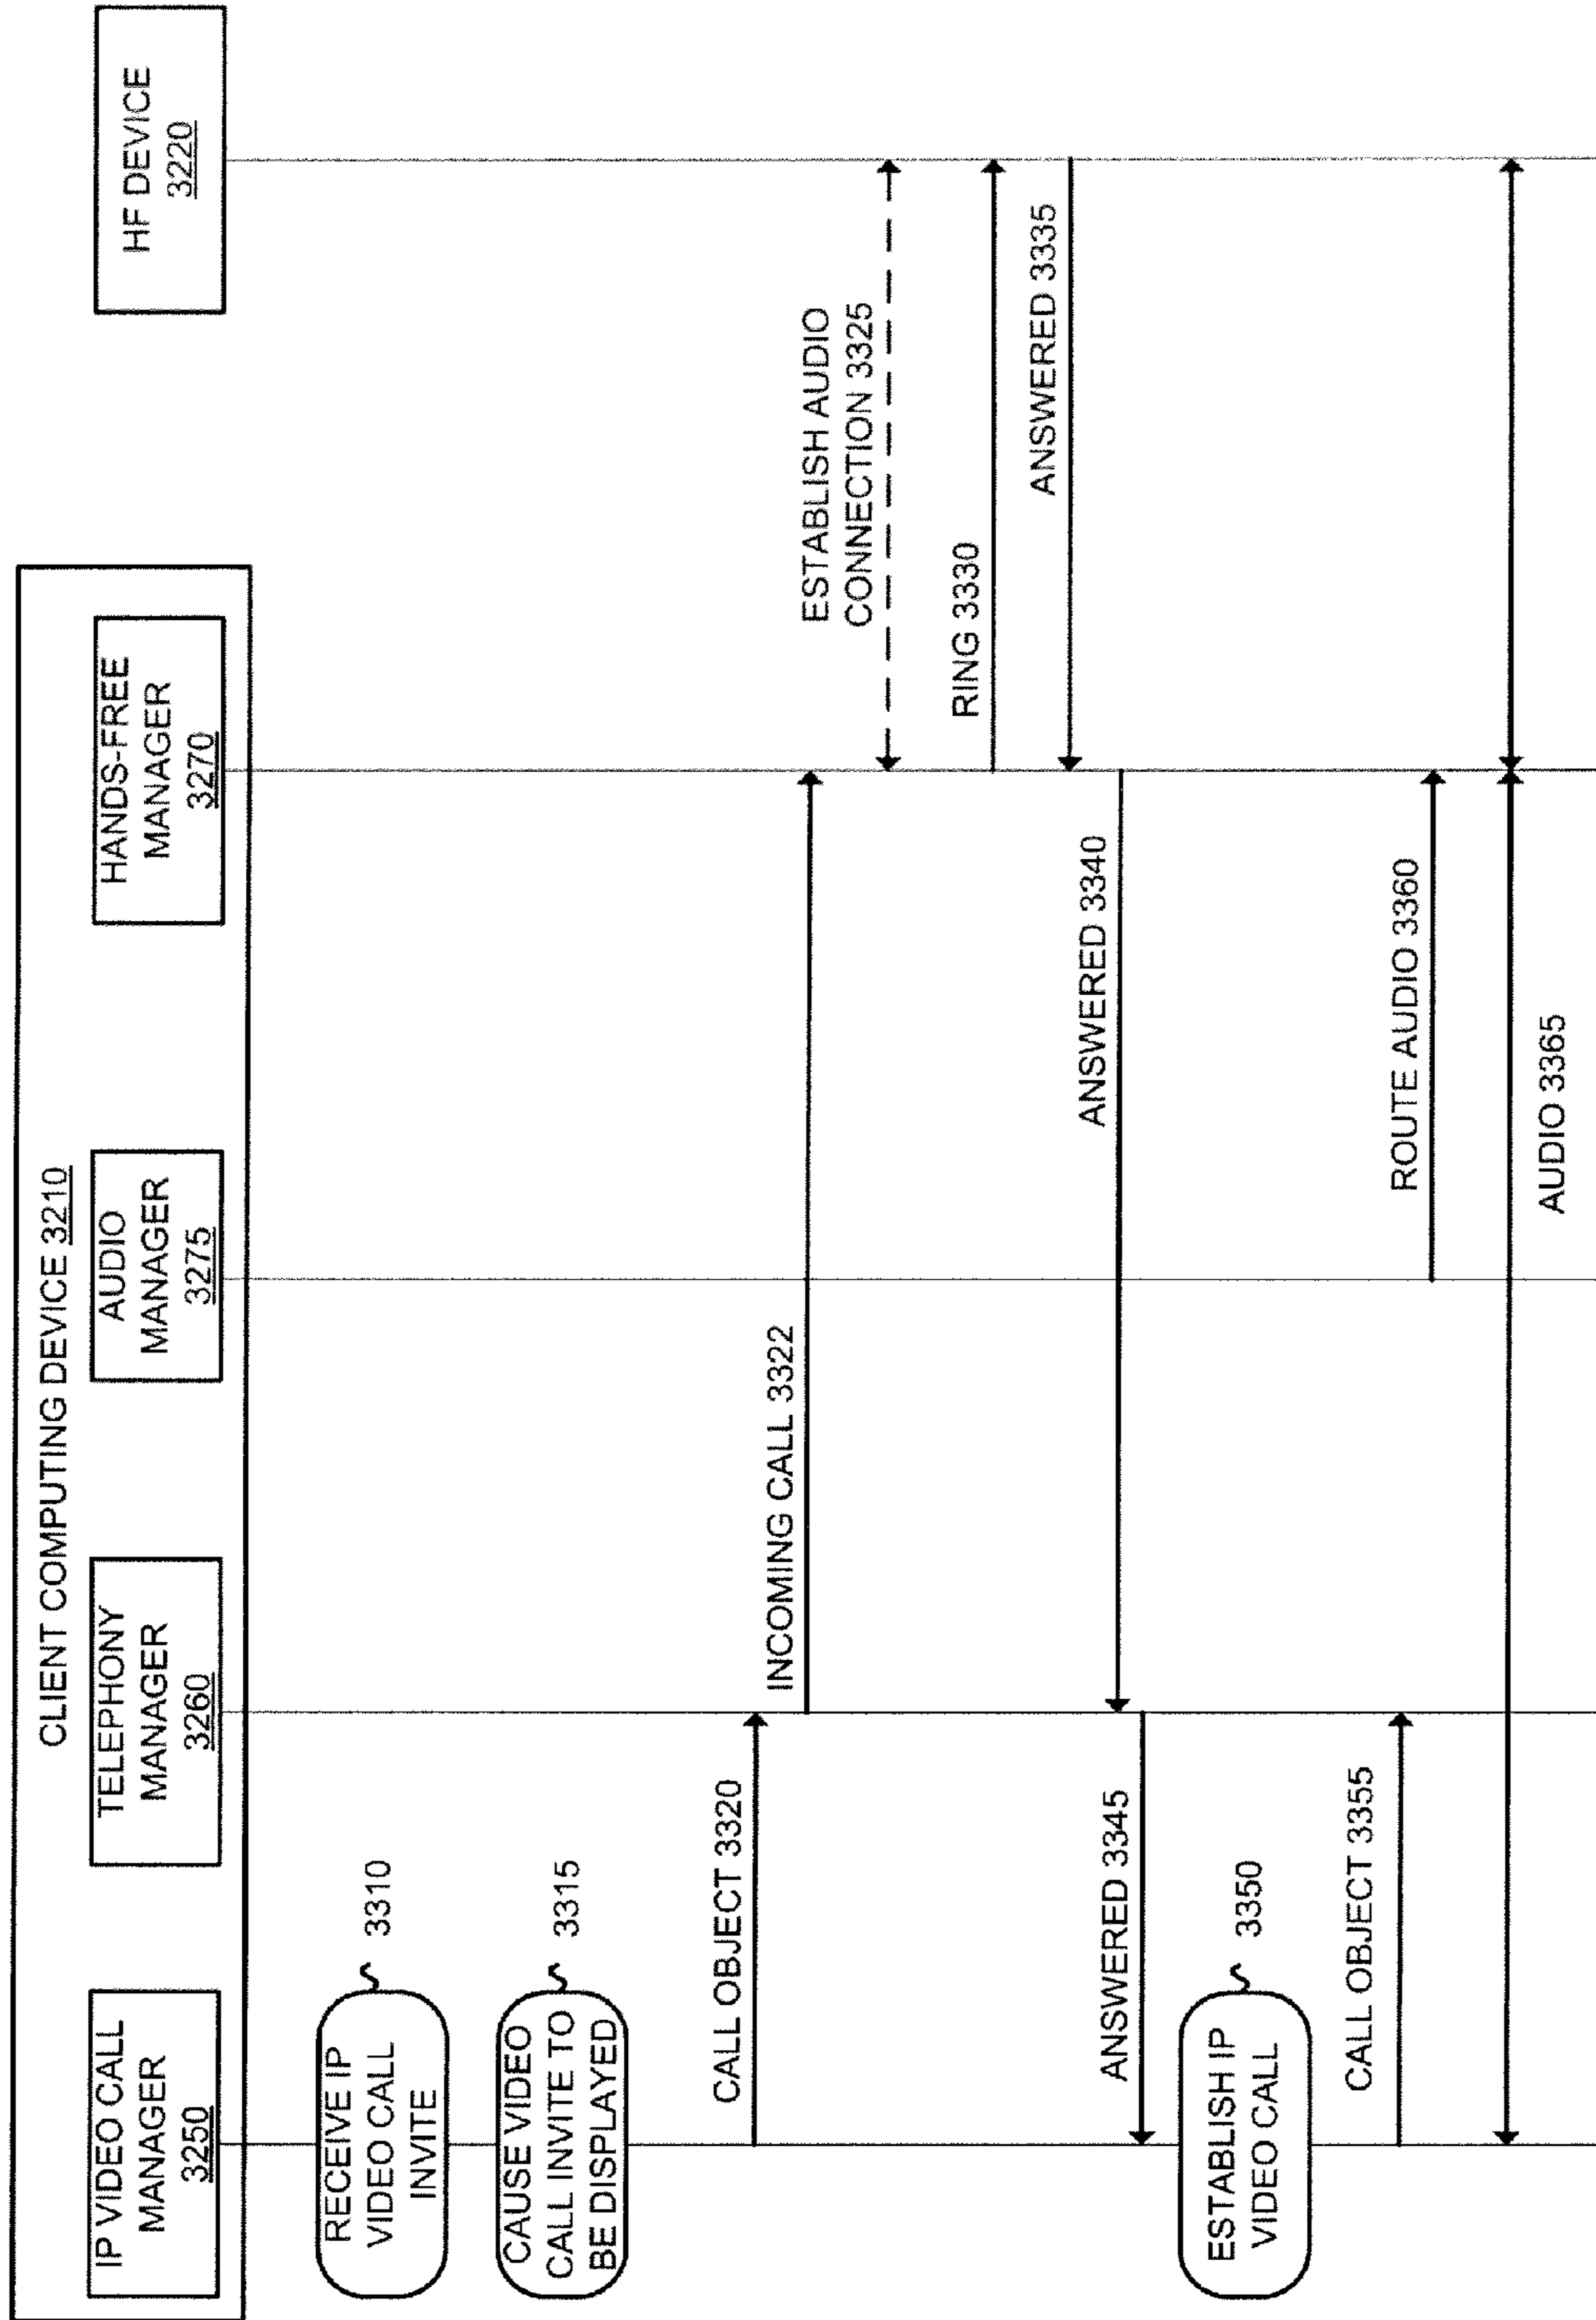 CLIENT COMPUTING DEVICE 3210
IP VIDEO CALL
MANAGER
3250
TELEPHONY
MANAGER
3260
AUDIO
MANAGER
3275
HANDS-FREE
MANAGER
3270
HF DEVICE
3220
RECEIVE IP
VIDEO CALL
INVITE
3310
CAUSE VIDEO
CALL INVITE TO
BE DISPLAYED
3315
CALL OBJECT 3320
INCOMING CALL 3322
ESTABLISH AUDIO
CONNECTION 3325
RING 3330
ANSWERED 3335
ANSWERED 3340
ANSWERED 3345
ESTABLISH IP
VIDEO CALL
3350
CALL OBJECT 3355
ROUTE AUDIO 3360
AUDIO 3365